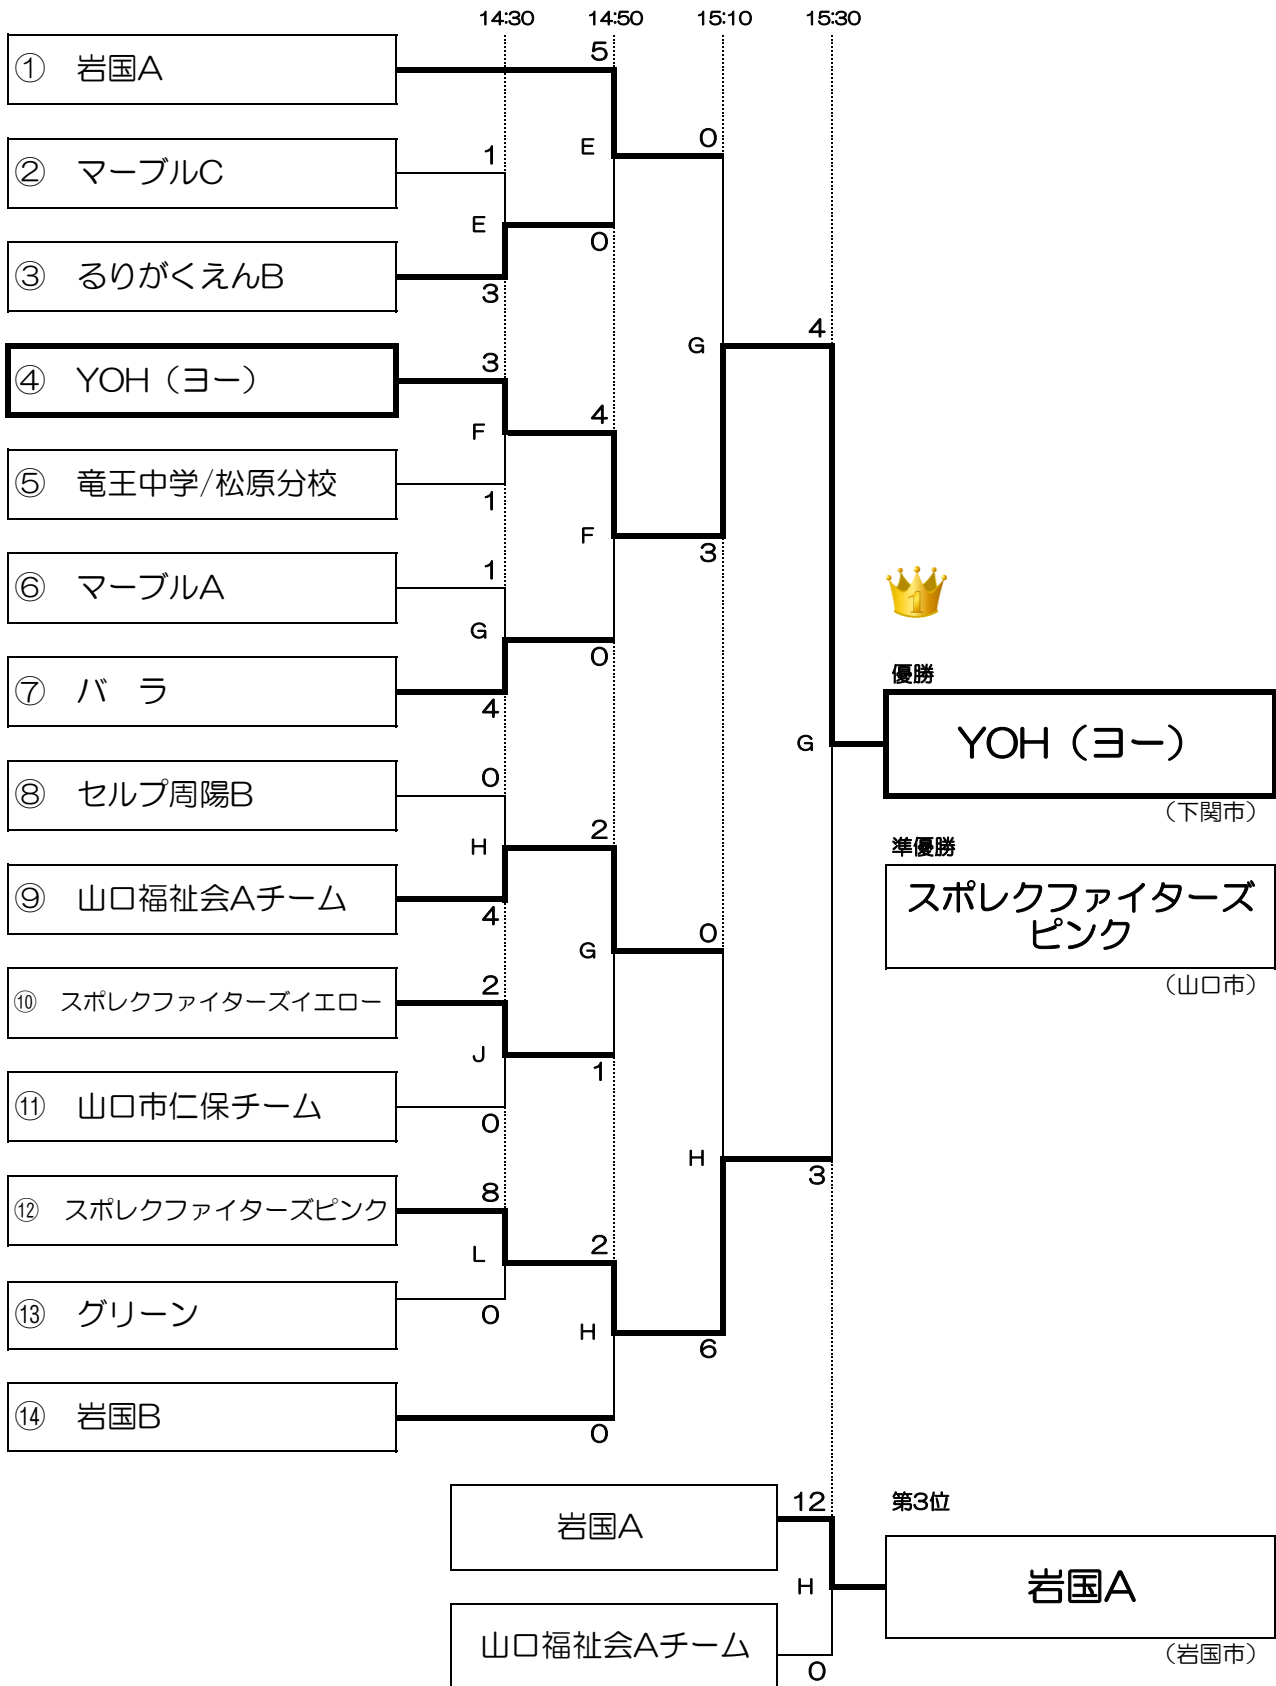 14:30 14:50 15:10 15:30
5
① 岩国A
E
0
② マーブルC
1
E
0
③ るりがくえんB
3
4
G
④ YOH（ヨー）
3
4
F
⑤ 竜王中学/松原分校
1
F
3
⑥ マーブルA
1
G
0
⑦ バ ラ
4
1
優勝
YOH（ヨー）
G
（下関市）
⑧ セルプ周陽B
0
2
H
⑨ 山口福祉会Aチーム
4
G
0
準優勝
スポレクファイターズ
ピンク
（山口市）
⑩ スポレクファイターズイエロー
2
J
1
⑪ 山口市仁保チーム
0
H
3
⑫ スポレクファイターズピンク
8
L
2
⑬ グリーン
0
H
6
⑭ 岩国B
0
岩国A
12
第3位
H
岩国A
（岩国市）
山口福祉会Aチーム
0